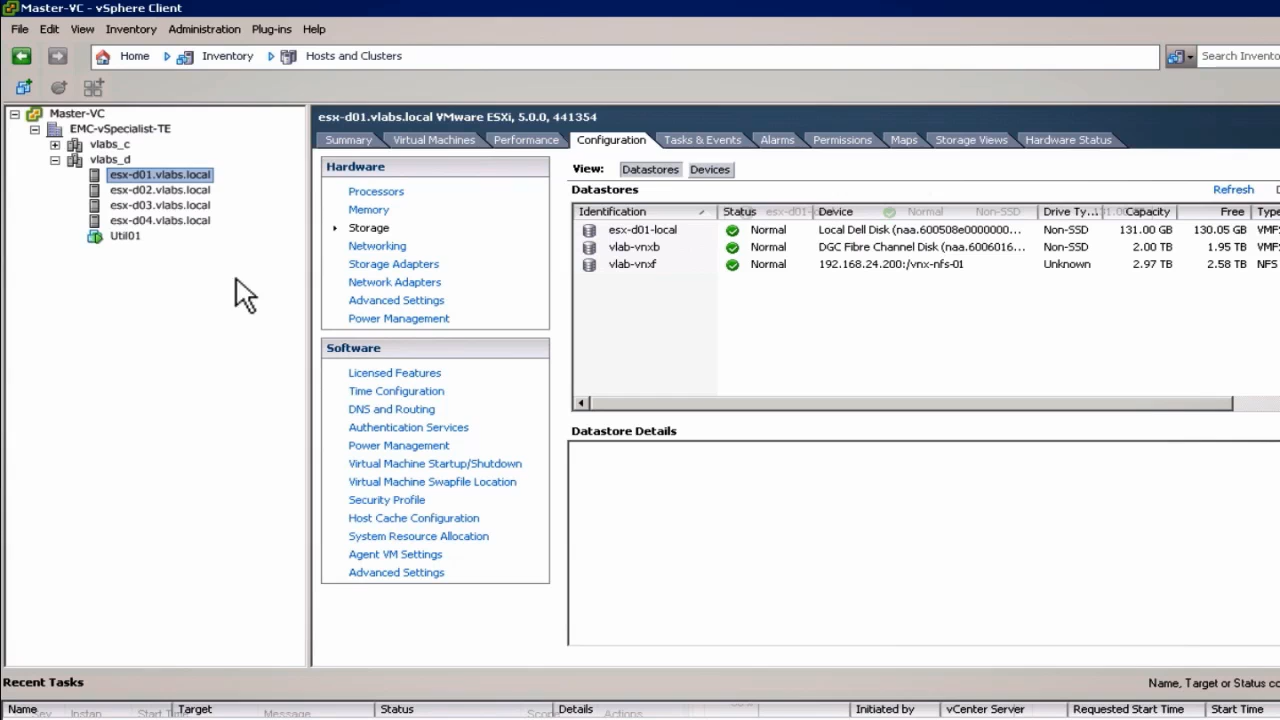 Master-VC - vSphere Client
File Edit View Inventory Administration Plug-ins Help
Home Inventory Hosts and Clusters Search Invento
Master-VC
EMC-vSpecialist-TE
vlabs_c
vlabs_d
esx-d01.vlabs.local
esx-d02.vlabs.local
esx-d03.vlabs.local
esx-d04.vlabs.local
Util01
esx-d01.vlabs.local VMware ESXi, 5.0.0, 441354
Summary Virtual Machines Performance Configuration Tasks & Events Alarms Permissions Maps Storage Views Hardware Status
Hardware
Processors
Memory
Storage
Networking
Storage Adapters
Network Adapters
Advanced Settings
Power Management
Software
Licensed Features
Time Configuration
DNS and Routing
Authentication Services
Power Management
Virtual Machine Startup/Shutdown
Virtual Machine Swapfile Location
Security Profile
Host Cache Configuration
System Resource Allocation
Agent VM Settings
Advanced Settings
View: Datastores Devices
Datastores
Refresh
Identification Status Device Drive Ty... Capacity Free Type
esx-d01-local Normal Local Dell Disk (naa.600508e0000000... Non-SSD 131.00 GB 130.05 GB VMF
vlab-vnxb Normal DGC Fibre Channel Disk (naa.6006016... Non-SSD 2.00 TB 1.95 TB VMF
vlab-vnxf Normal 192.168.24.200:/vnx-nfs-01 Unknown 2.97 TB 2.58 TB NFS
Datastore Details
Recent Tasks
Name, Target or Status co
Name Target Status Details Initiated by vCenter Server Requested Start Time Start Time